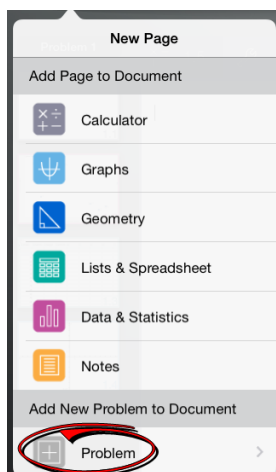 New Page
Add Page to Document
Calculator
Graphs
Geometry
Lists & Spreadsheet
Data & Statistics
Notes
Add New Problem to Document
Problem